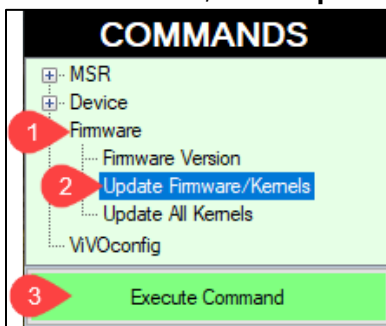 COMMANDS
MSR
Device
1 Firmware
Firmware Version
2 Update Firmware/Kernels
Update All Kernels
ViVOconfig
3 Execute Command